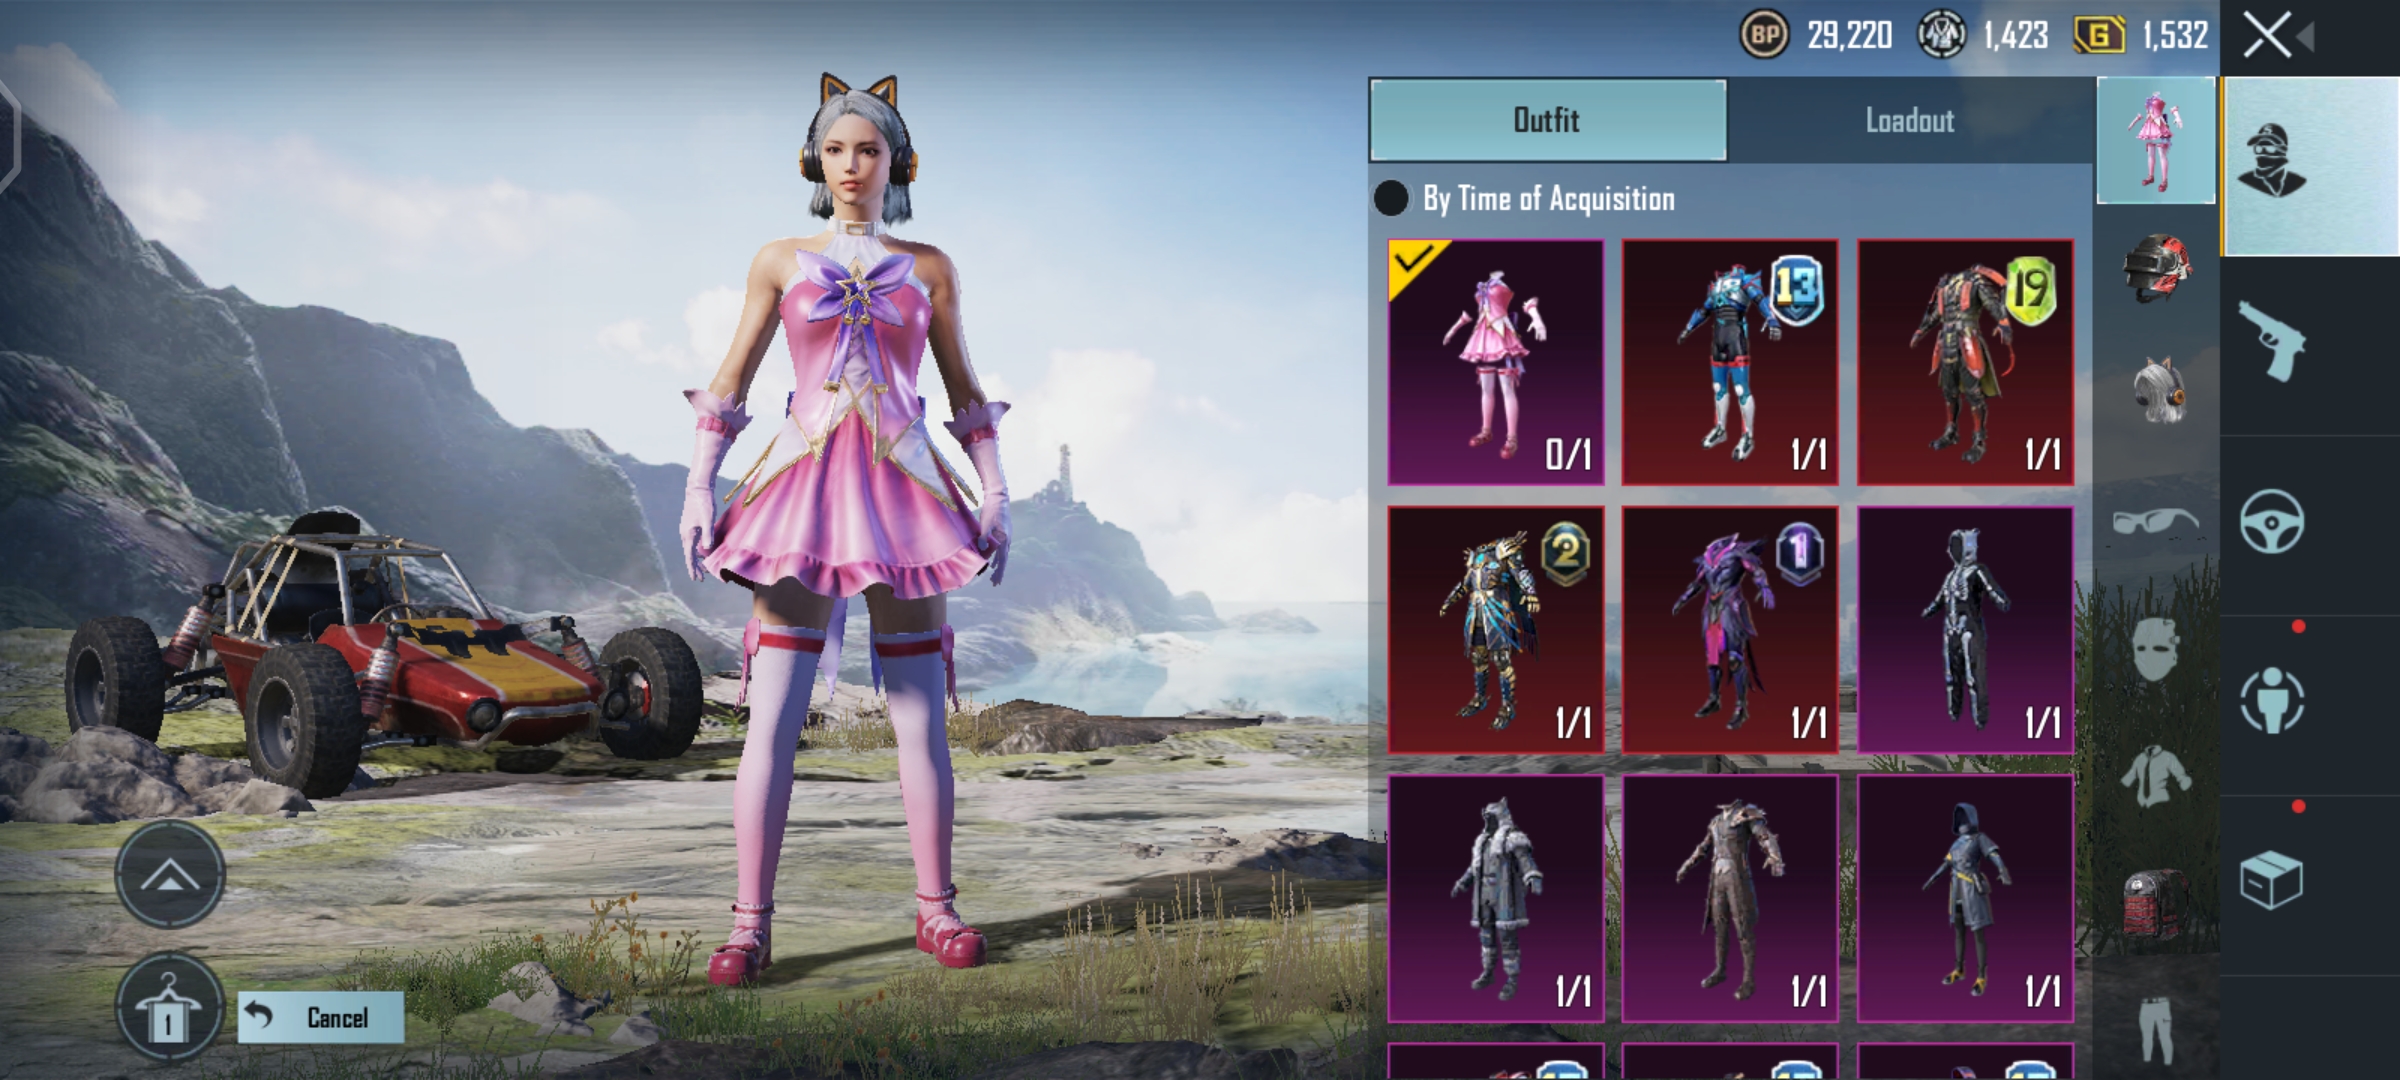 BP 29,220 1,423 G 1,532
Outfit Loadout
By Time of Acquisition
13 19
0/1 1/1 1/1
2 1
1/1 1/1 1/1
1/1 1/1 1/1
1 Cancel